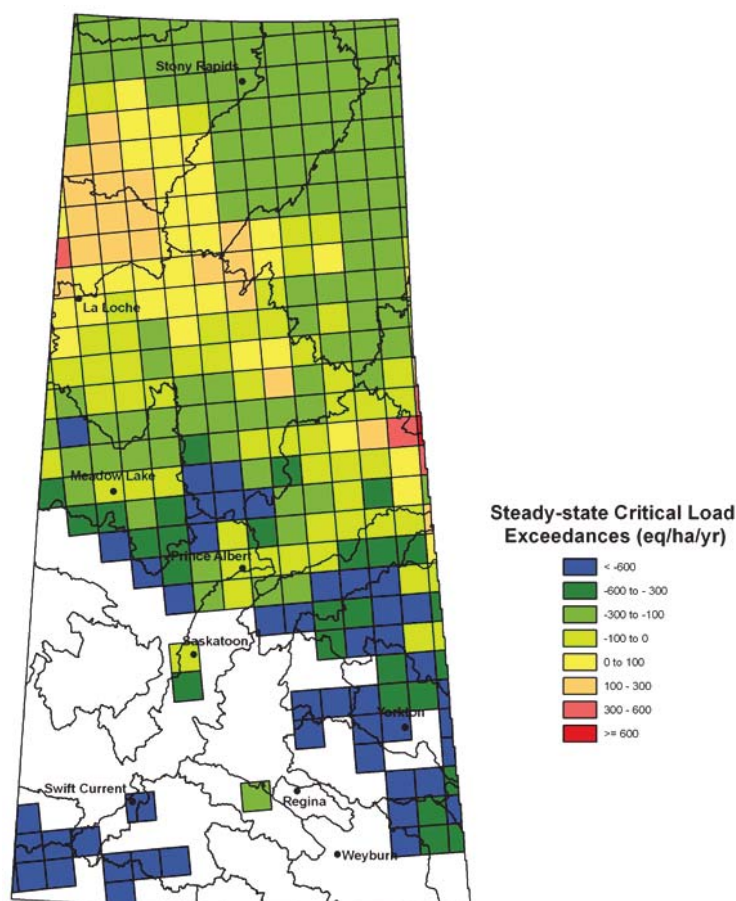 Stony Rapids
La Loche
Meadow Lake
Prince Albert
Saskatoon
Yorkton
Swift Current
Regina
Weyburn
Steady-state Critical Load
Exceedances (eq/ha/yr)
< -600
-600 to - 300
-300 to -100
-100 to 0
0 to 100
100 - 300
300 - 600
>= 600